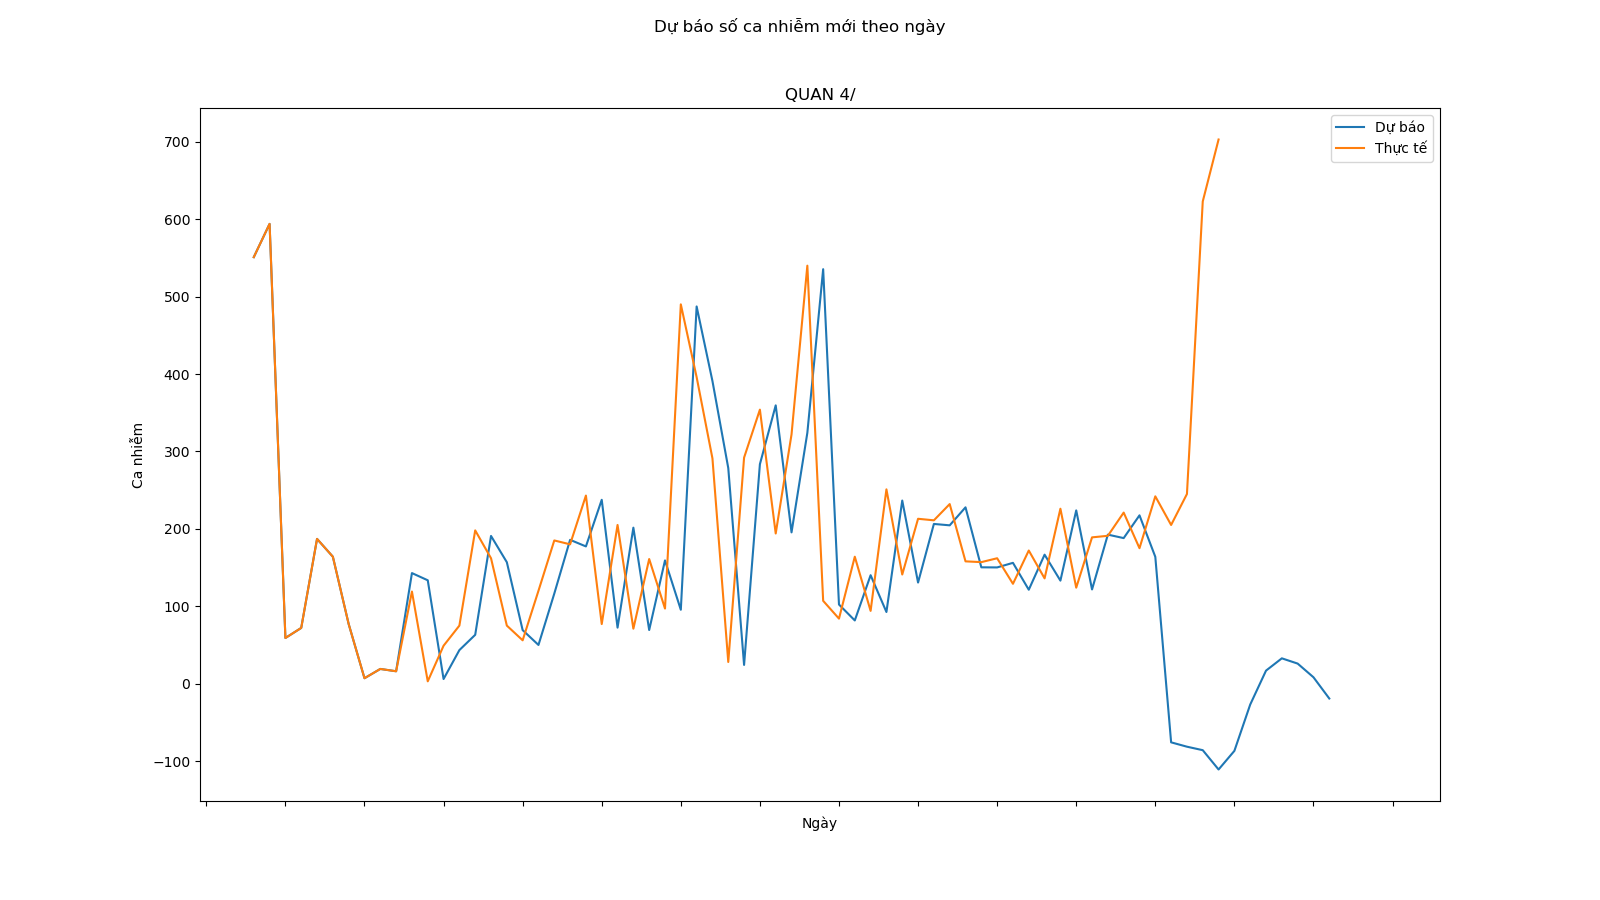 Dự báo số ca nhiễm mới theo ngày
QUAN 4/
Dự báo
Thực tế
700
600
500
400
300
200
100
0
−100
Ca nhiễm
Ngày